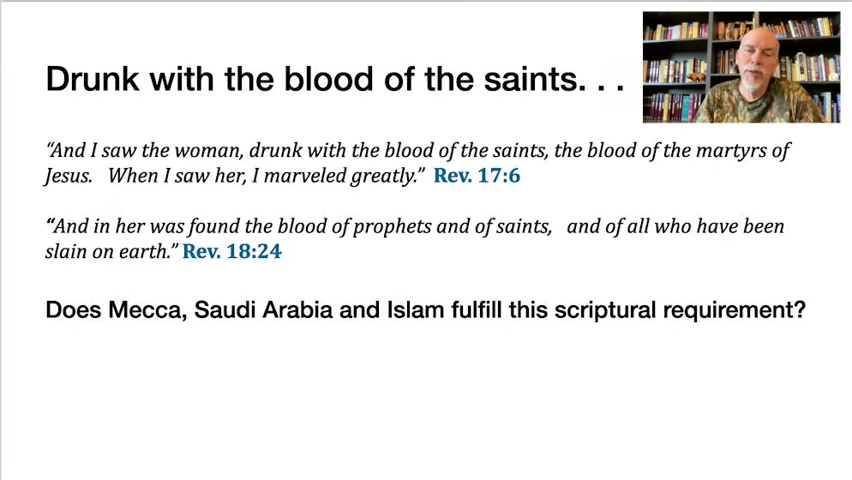 Drunk with the blood of the saints. . .
“And I saw the woman, drunk with the blood of the saints, the blood of the martyrs of
Jesus. When I saw her, I marveled greatly.” Rev. 17:6
“And in her was found the blood of prophets and of saints, and of all who have been
slain on earth.” Rev. 18:24
Does Mecca, Saudi Arabia and Islam fulfill this scriptural requirement?